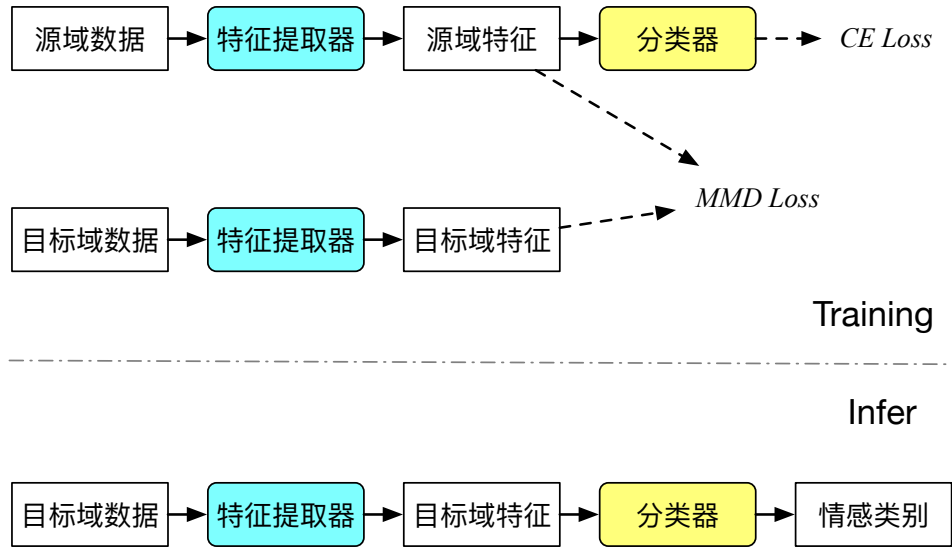 源域数据
特征提取器
源域特征
分类器
CE Loss
MMD Loss
目标域数据
特征提取器
目标域特征
Training
Infer
目标域数据
特征提取器
目标域特征
分类器
情感类别